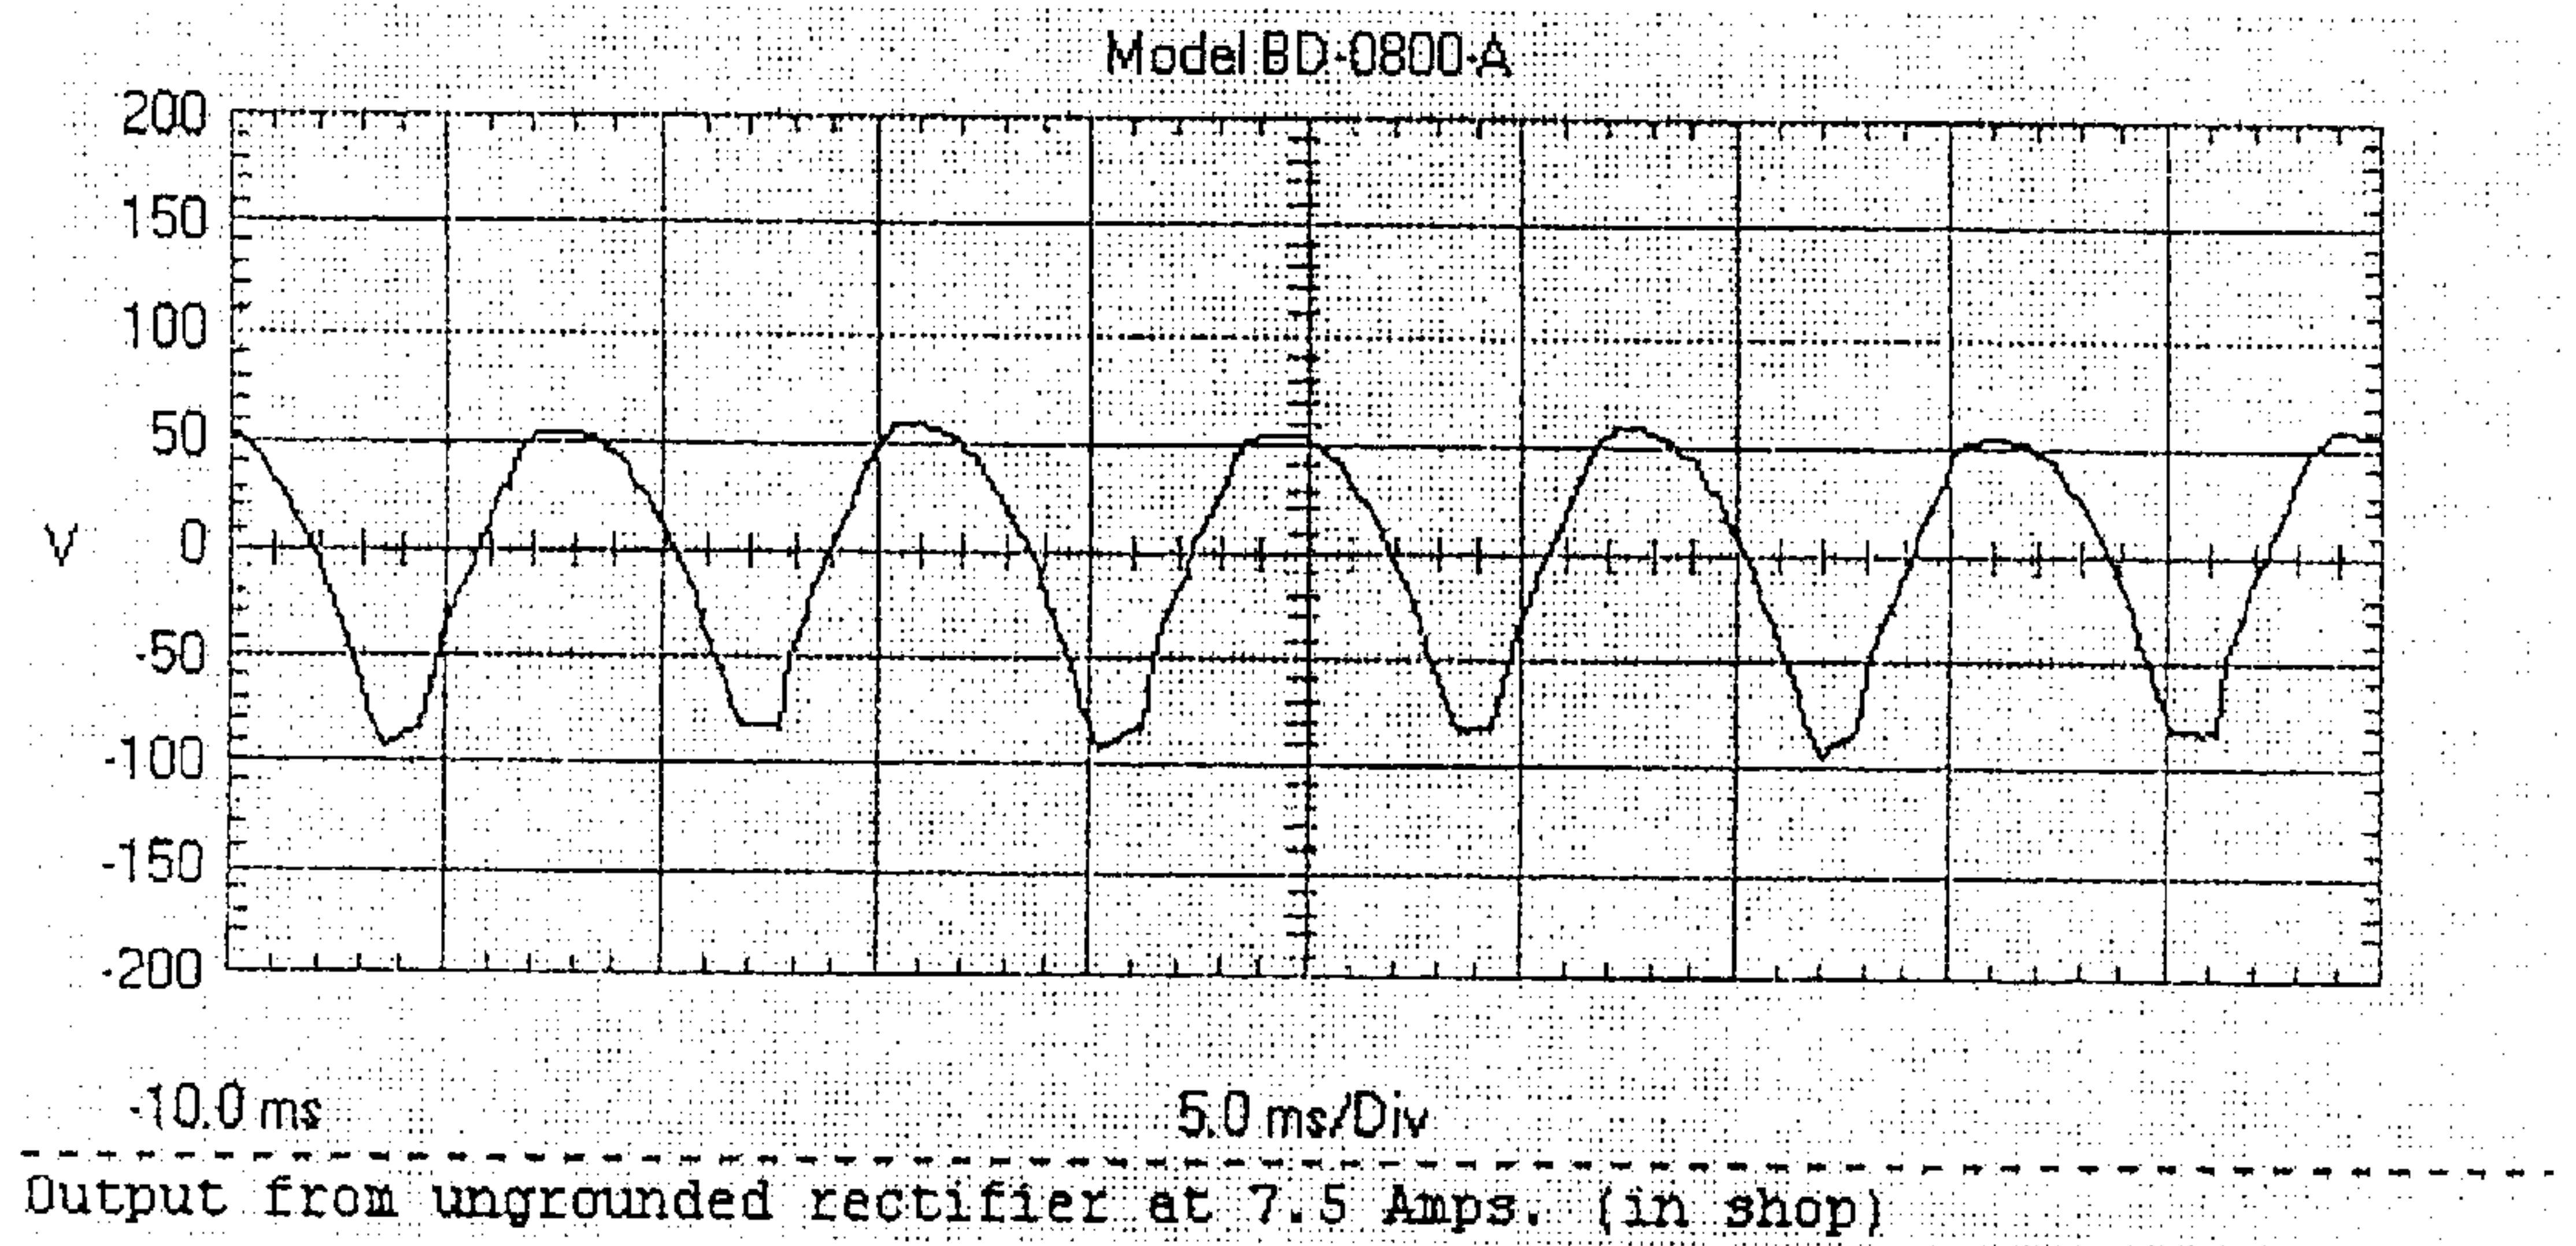 Model BD-0800-A
200
150
100
50
V 0
-50
-100
-150
-200
-10.0 ms 5.0 ms/Div
Output from ungrounded rectifier at 7.5 Amps. (in shop)